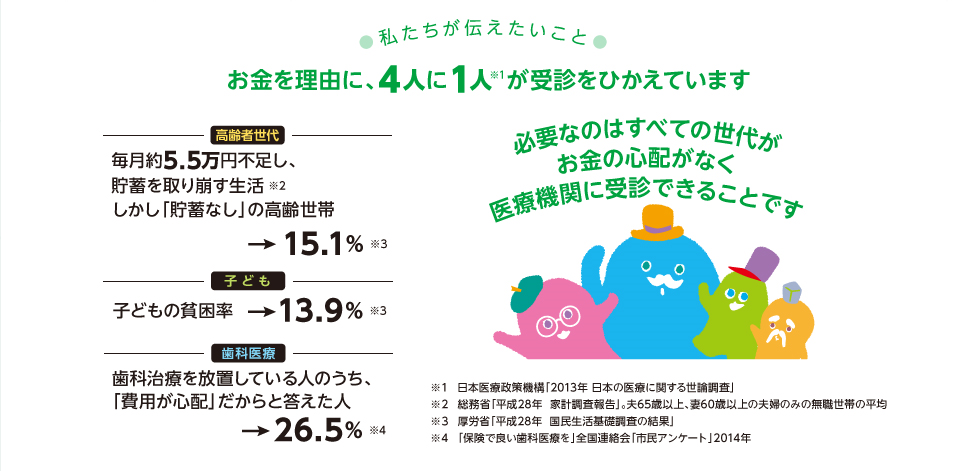 私たちが伝えたいこと
お金を理由に、4人に1人※1が受診をひかえています
高齢者世代
毎月約5.5万円不足し、
貯蓄を取り崩す生活 ※2
しかし「貯蓄なし」の高齢世帯
→ 15.1% ※3
子ども
子どもの貧困率 →13.9% ※3
歯科医療
歯科治療を放置している人のうち、
「費用が心配」だからと答えた人
→26.5% ※4
必要なのはすべての世代が
お金の心配がなく
医療機関に受診できることです
※1 日本医療政策機構「2013年 日本の医療に関する世論調査」
※2 総務省「平成28年 家計調査報告」。夫65歳以上、妻60歳以上の夫婦のみの無職世帯の平均
※3 厚労省「平成28年 国民生活基礎調査の結果」
※4 「保険で良い歯科医療を」全国連絡会「市民アンケート」2014年